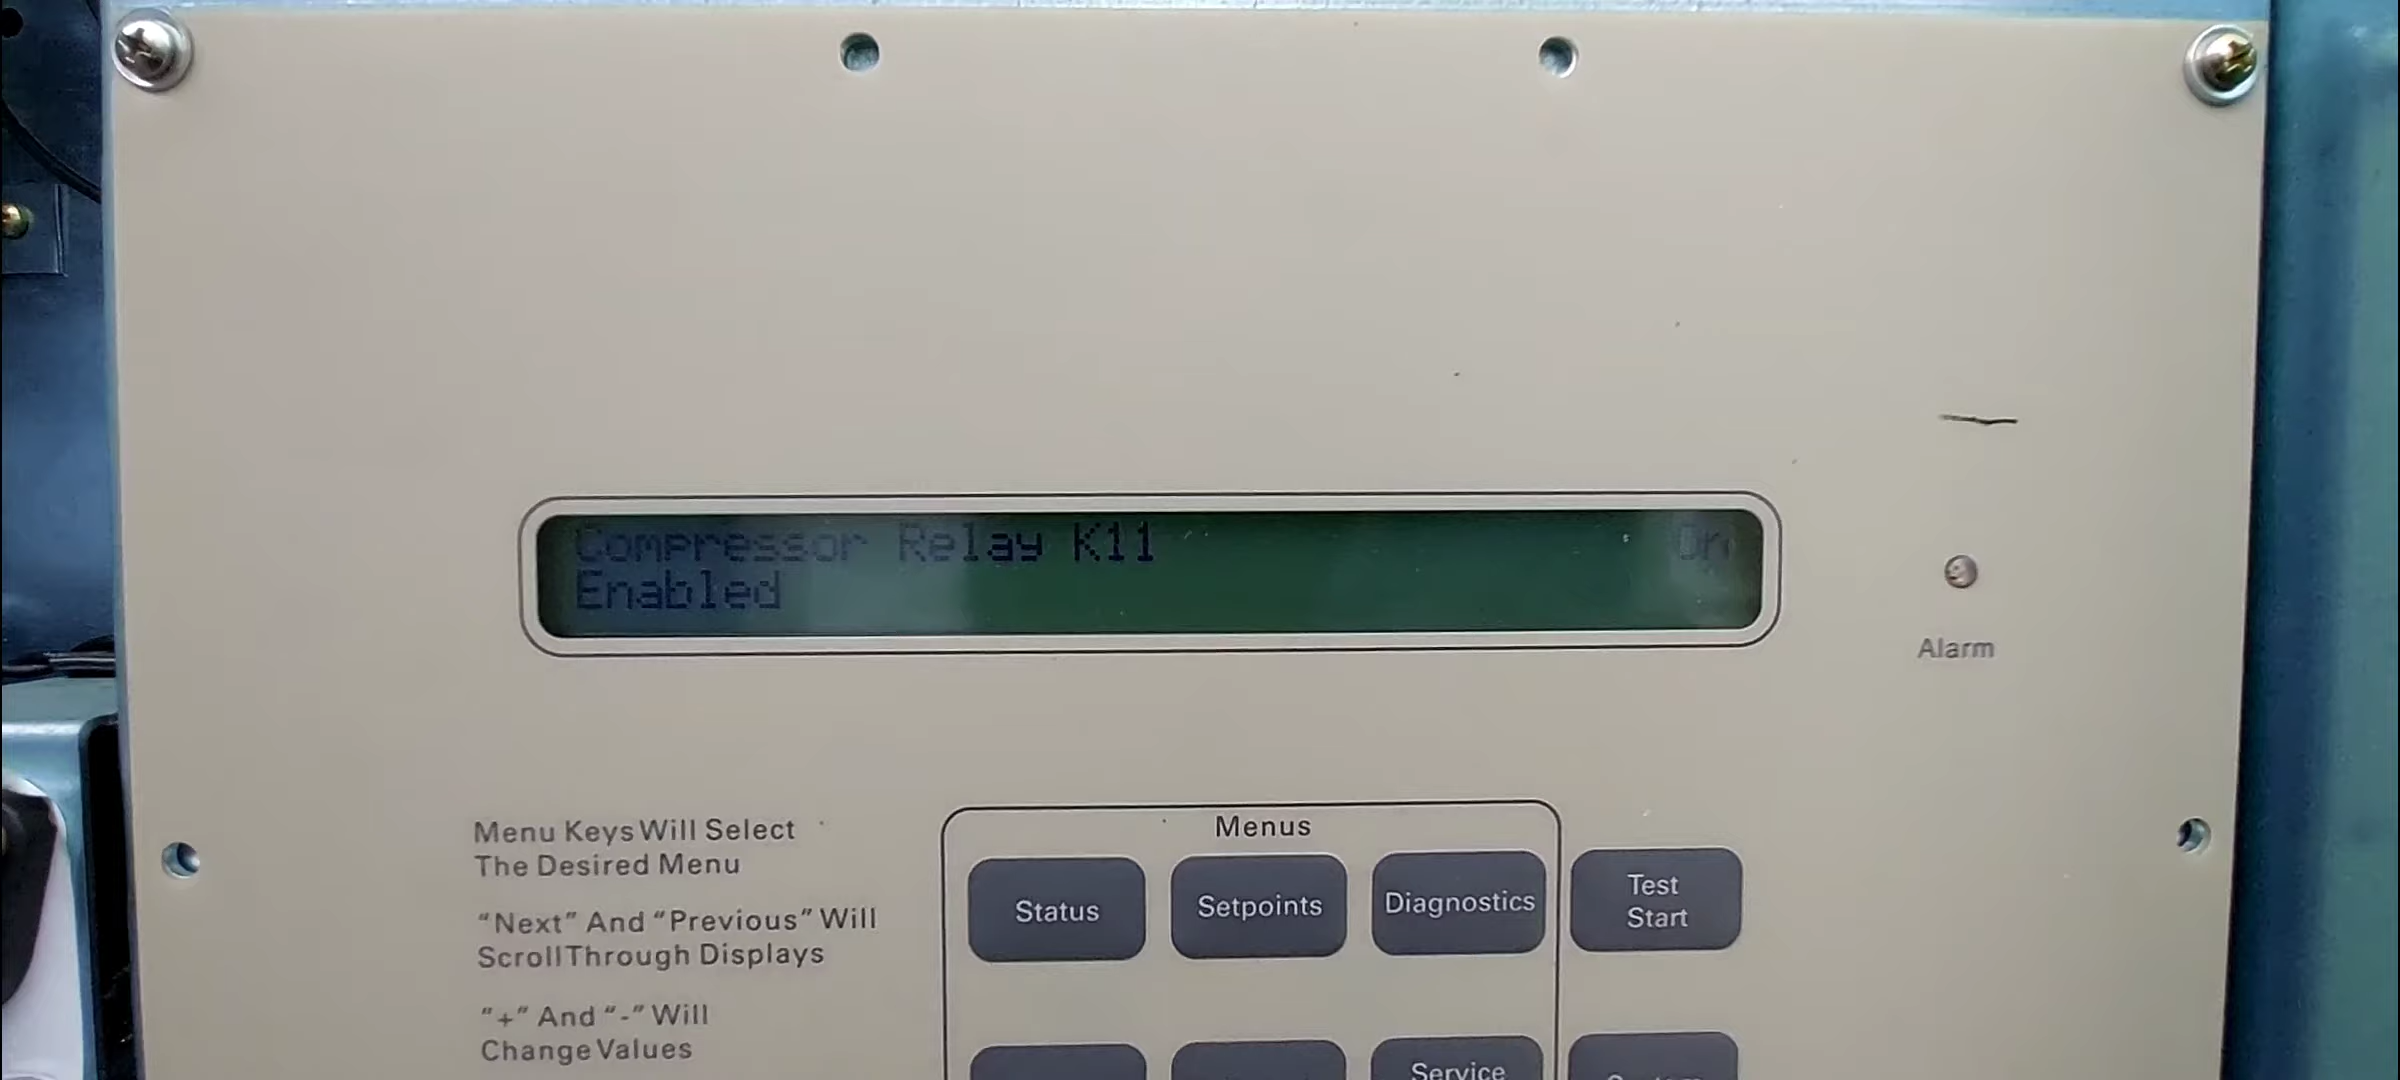 Compressor Relay K11 On
Enabled
Alarm
Menu Keys Will Select
The Desired Menu
"Next" And "Previous" Will
Scroll Through Displays
"+" And "-" Will
Change Values
Menus
Status
Setpoints
Diagnostics
Test
Start
Service